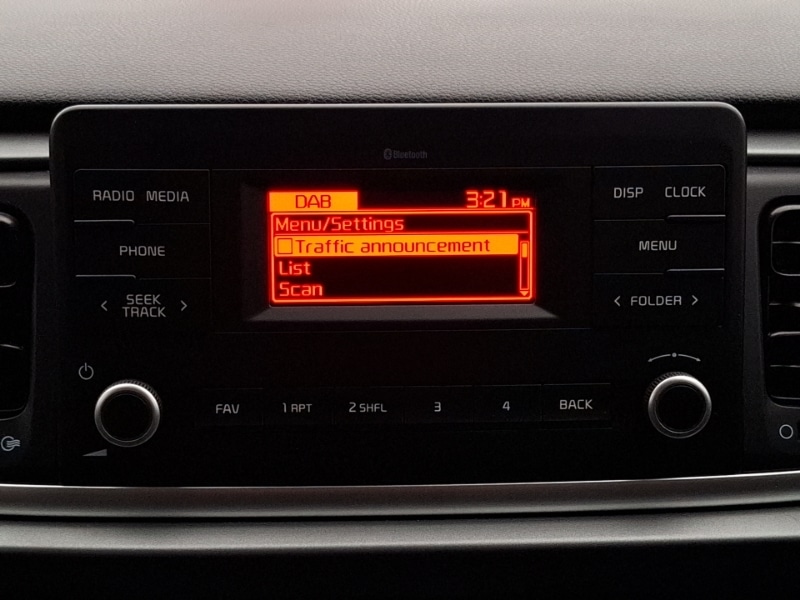 Bluetooth
RADIO MEDIA
PHONE
< SEEK >
TRACK
DAB 3:21 PM
Menu/Settings
Traffic announcement
List
Scan
DISP CLOCK
MENU
< FOLDER >
FAV 1 RPT 2 SHFL 3 4 BACK